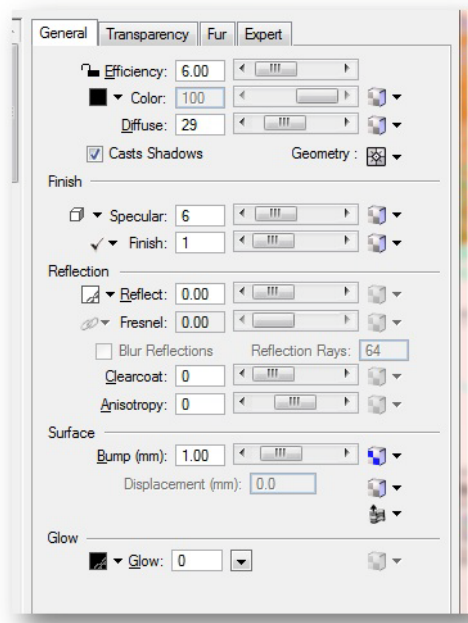 General Transparency Fur Expert
Efficiency: 6.00
Color: 100
Diffuse: 29
Casts Shadows Geometry :
Finish
Specular: 6
Finish: 1
Reflection
Reflect: 0.00
Fresnel: 0.00
Blur Reflections Reflection Rays: 64
Clearcoat: 0
Anisotropy: 0
Surface
Bump (mm): 1.00
Displacement (mm): 0.0
Glow
Glow: 0